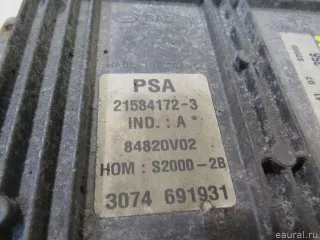 PSA
21584172-3
IND. : A *
84820V02
HOM : S2000-2B
3074 691931
© eaural.ru